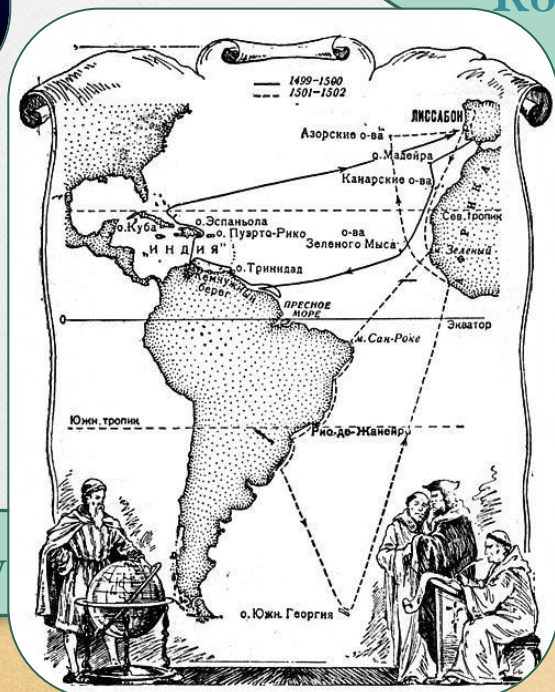 1499-1500
1501-1502
ЛИССАБОН
Азорские о-ва
о. Мадейра
Канарские о-ва
Сев. тропик
о. Куба
о. Эспаньола
о. Пуэрто-Рико
о-ва
Зеленого Мыса
м. Зеленый
„ИНДИЯ"
о. Тринидад
Жемчужный
берег
ПРЕСНОЕ
МОРЕ
0
Экватор
м. Сан-Роке
Южн. тропик
Рио-де-Жанейро
о. Южн. Георгия